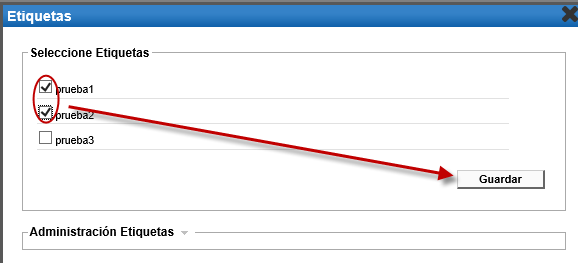 Etiquetas
Seleccione Etiquetas
prueba1
prueba2
prueba3
Guardar
Administración Etiquetas